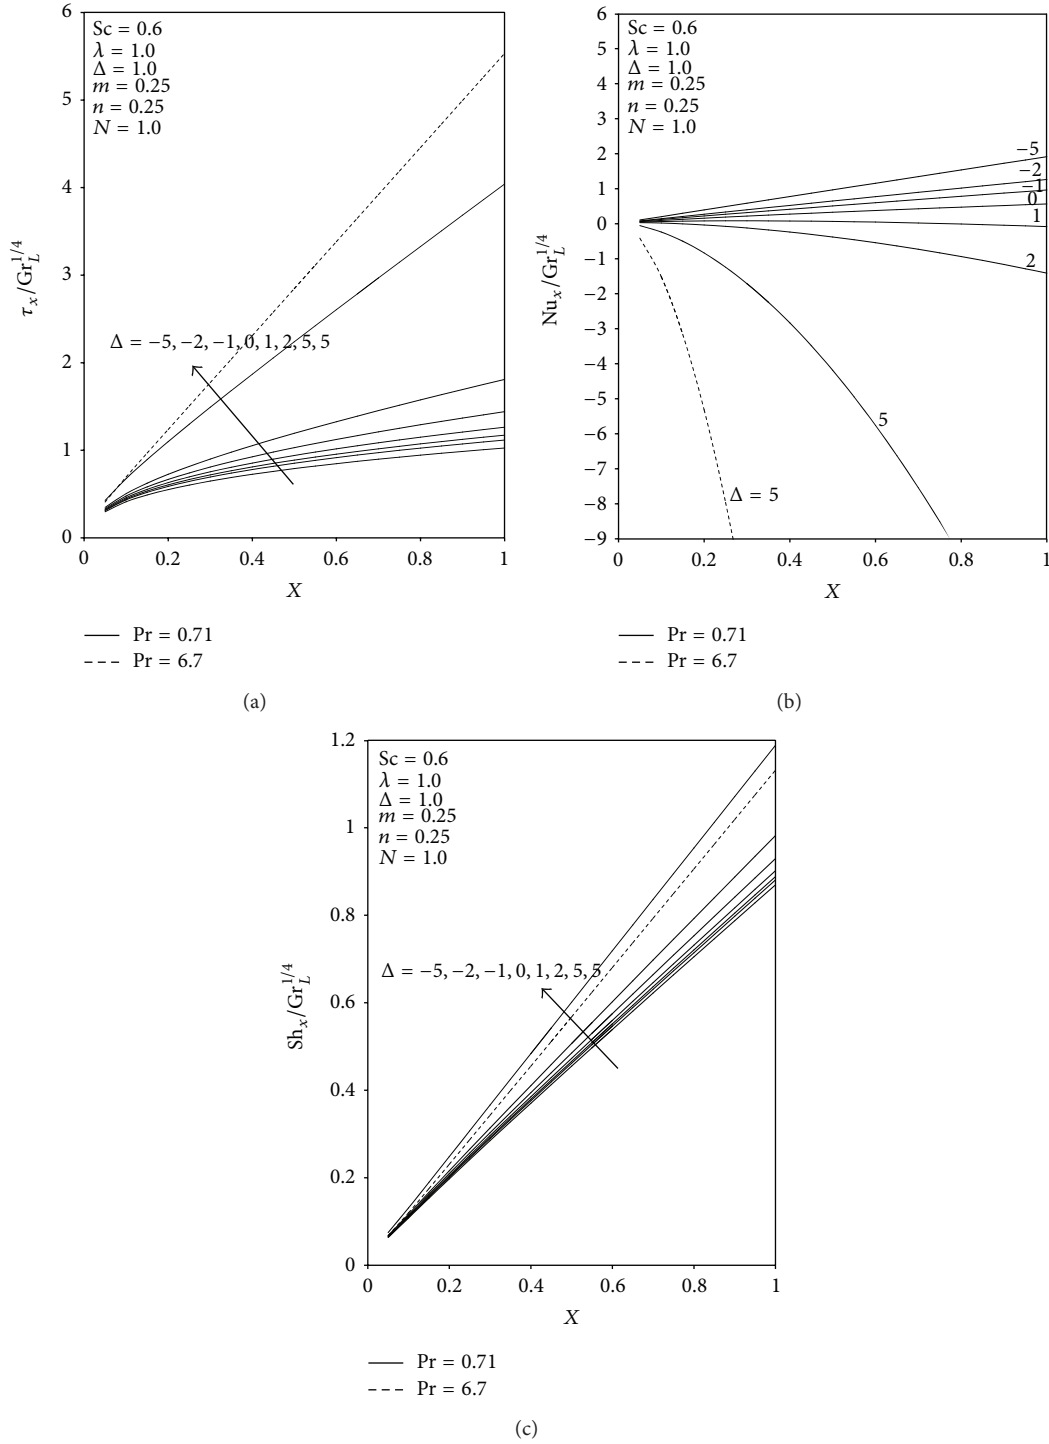 6
5
4
3
2
1
0
τx/Gr_L^1/4
Sc = 0.6
λ = 1.0
Δ = 1.0
m = 0.25
n = 0.25
N = 1.0
Δ = −5, −2, −1, 0, 1, 2, 5, 5
0 0.2 0.4 0.6 0.8 1
X
Pr = 0.71
Pr = 6.7
(a)
6
5
4
3
2
1
0
−1
−2
−3
−4
−5
−6
−7
−8
−9
Nux/Gr_L^1/4
Sc = 0.6
λ = 1.0
Δ = 1.0
m = 0.25
n = 0.25
N = 1.0
−5
−2
−1
0
1
2
5
Δ = 5
0 0.2 0.4 0.6 0.8 1
X
Pr = 0.71
Pr = 6.7
(b)
1.2
1
0.8
0.6
0.4
0.2
0
Shx/Gr_L^1/4
Sc = 0.6
λ = 1.0
Δ = 1.0
m = 0.25
n = 0.25
N = 1.0
Δ = −5, −2, −1, 0, 1, 2, 5, 5
0 0.2 0.4 0.6 0.8 1
X
Pr = 0.71
Pr = 6.7
(c)